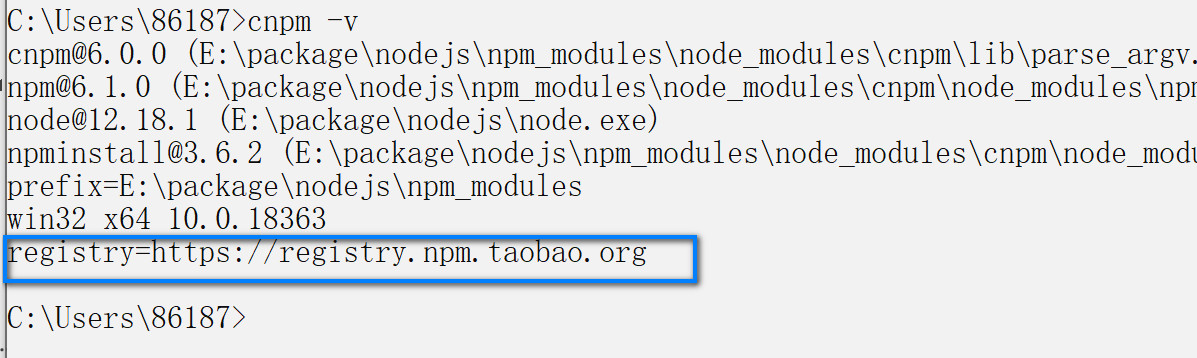 C:\Users\86187>cnpm -v
cnpm@6.0.0 (E:\package\nodejs\npm_modules\node_modules\cnpm\lib\parse_argv.
npm@6.1.0 (E:\package\nodejs\npm_modules\node_modules\cnpm\node_modules\npm
node@12.18.1 (E:\package\nodejs\node.exe)
npminstall@3.6.2 (E:\package\nodejs\npm_modules\node_modules\cnpm\node_modu
prefix=E:\package\nodejs\npm_modules
win32 x64 10.0.18363
registry=https://registry.npm.taobao.org
C:\Users\86187>